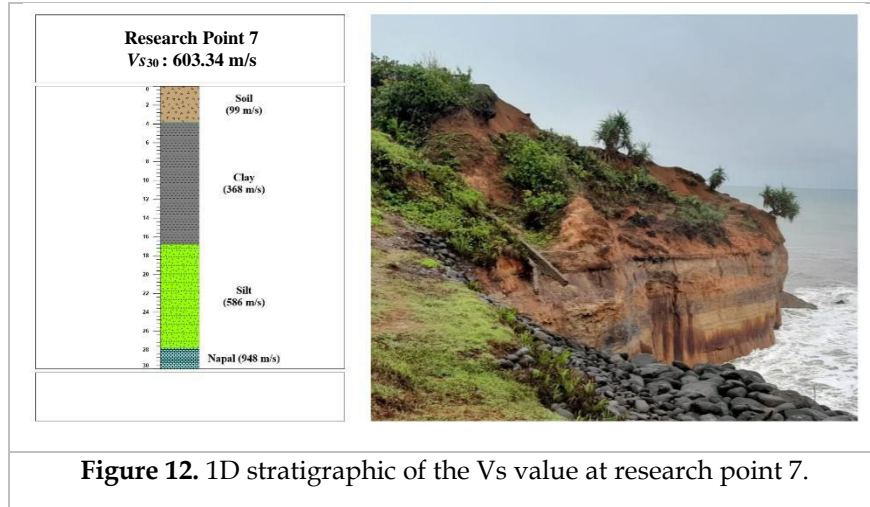 Research Point 7
Vs30 : 603.34 m/s
0
2
4
6
8
10
12
14
16
18
20
22
24
26
28
30
Soil
(99 m/s)
Clay
(368 m/s)
Silt
(586 m/s)
Napal (948 m/s)
Figure 12. 1D stratigraphic of the Vs value at research point 7.